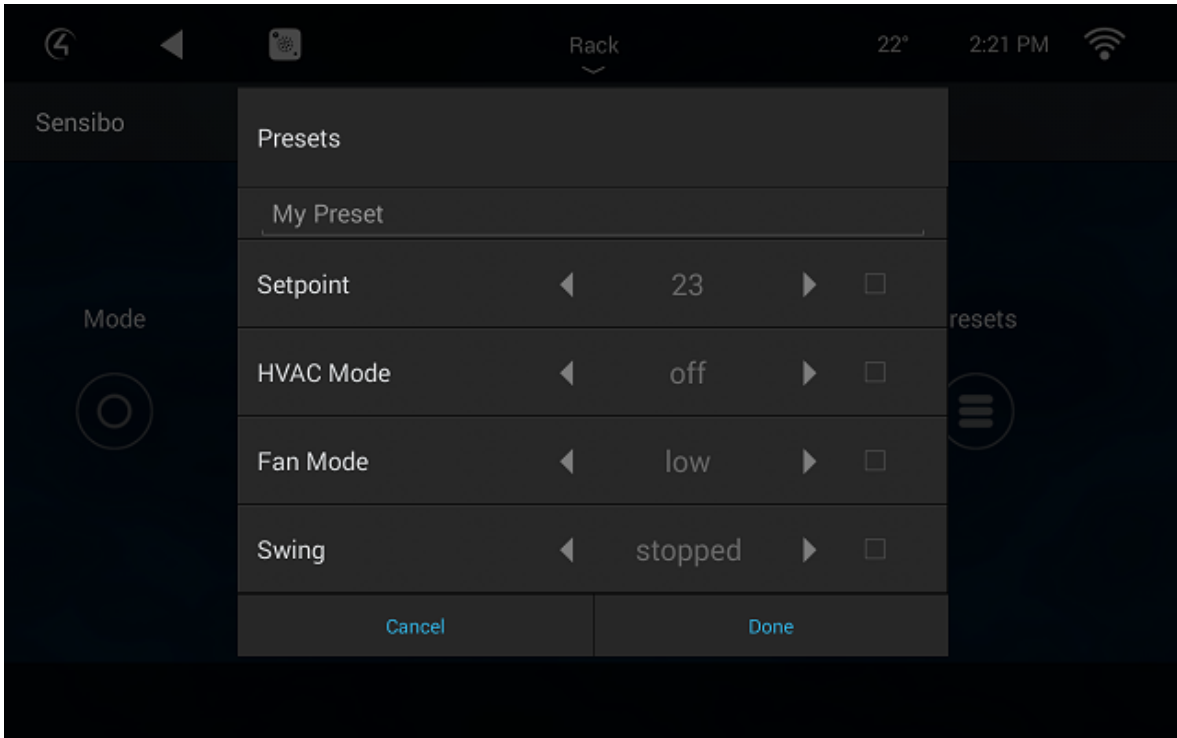 Rack
22°
2:21 PM
Sensibo
Presets
My Preset
Setpoint 23
Mode
resets
HVAC Mode off
Fan Mode low
Swing stopped
Cancel Done